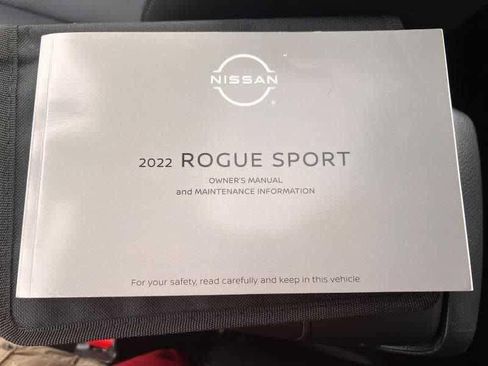 NISSAN
®
2022 ROGUE SPORT
OWNER'S MANUAL
and MAINTENANCE INFORMATION
For your safety, read carefully and keep in this vehicle.